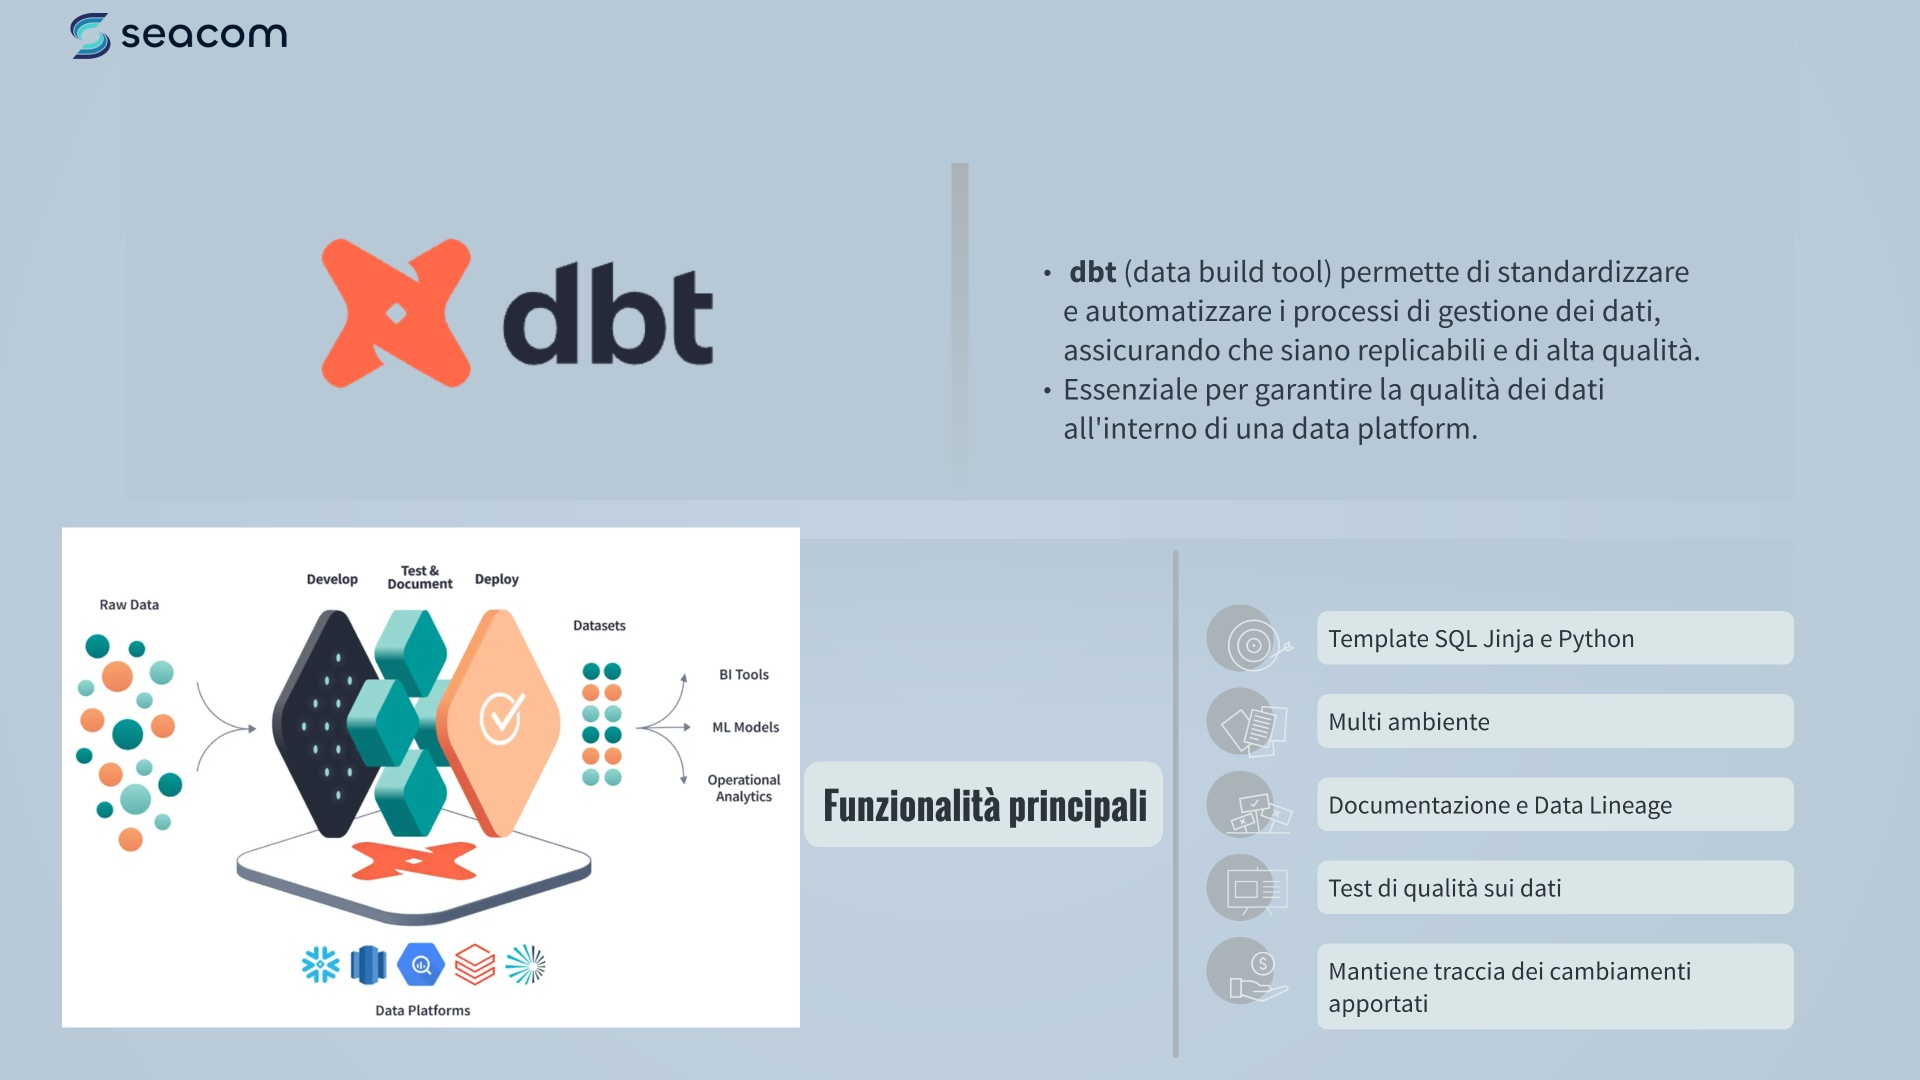 seacom
dbt
• dbt (data build tool) permette di standardizzare
e automatizzare i processi di gestione dei dati,
assicurando che siano replicabili e di alta qualità.
• Essenziale per garantire la qualità dei dati
all'interno di una data platform.
Raw Data
Develop
Test &
Document
Deploy
Datasets
BI Tools
ML Models
Operational
Analytics
Data Platforms
Funzionalità principali
Template SQL Jinja e Python
Multi ambiente
Documentazione e Data Lineage
Test di qualità sui dati
Mantiene traccia dei cambiamenti
apportati